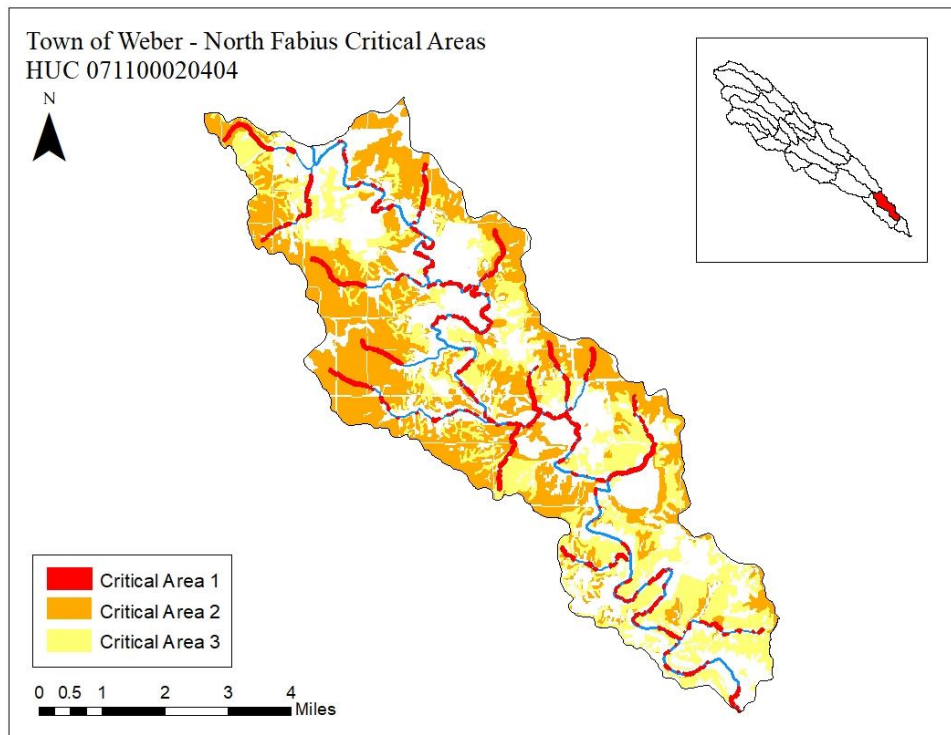 Town of Weber - North Fabius Critical Areas
HUC 071100020404
N
Critical Area 1
Critical Area 2
Critical Area 3
0 0.5 1 2 3 4
Miles